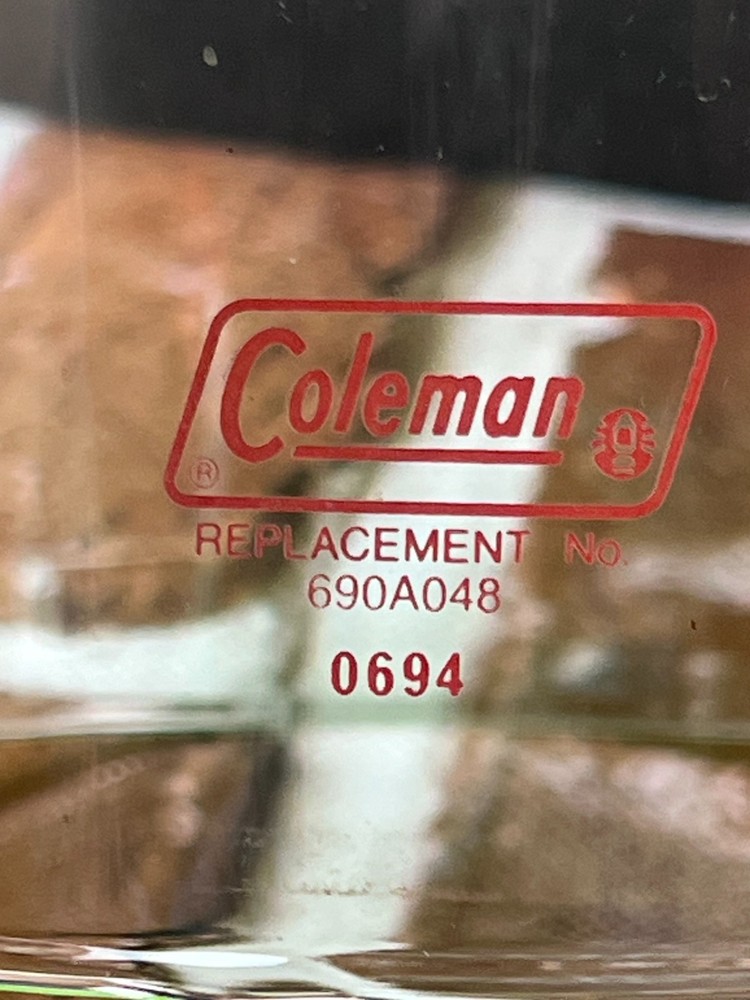 Coleman
®
REPLACEMENT No.
690A048
0694